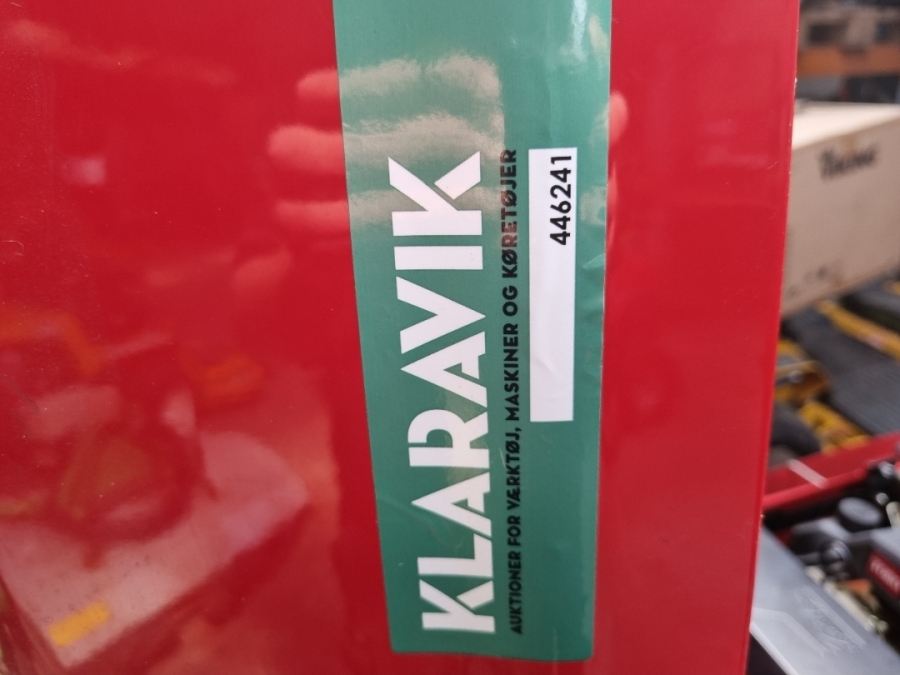 KLARAVIK
AUKTIONER FOR VÆRKTØJ, MASKINER OG KØRETØJER
446241